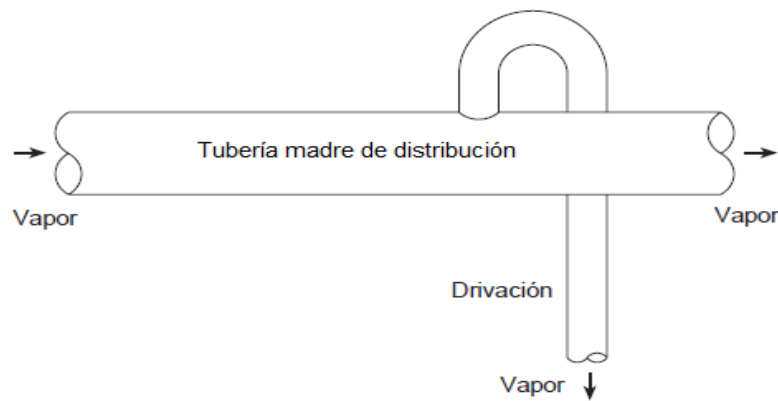 Tubería madre de distribución
Vapor
Vapor
Drivación
Vapor